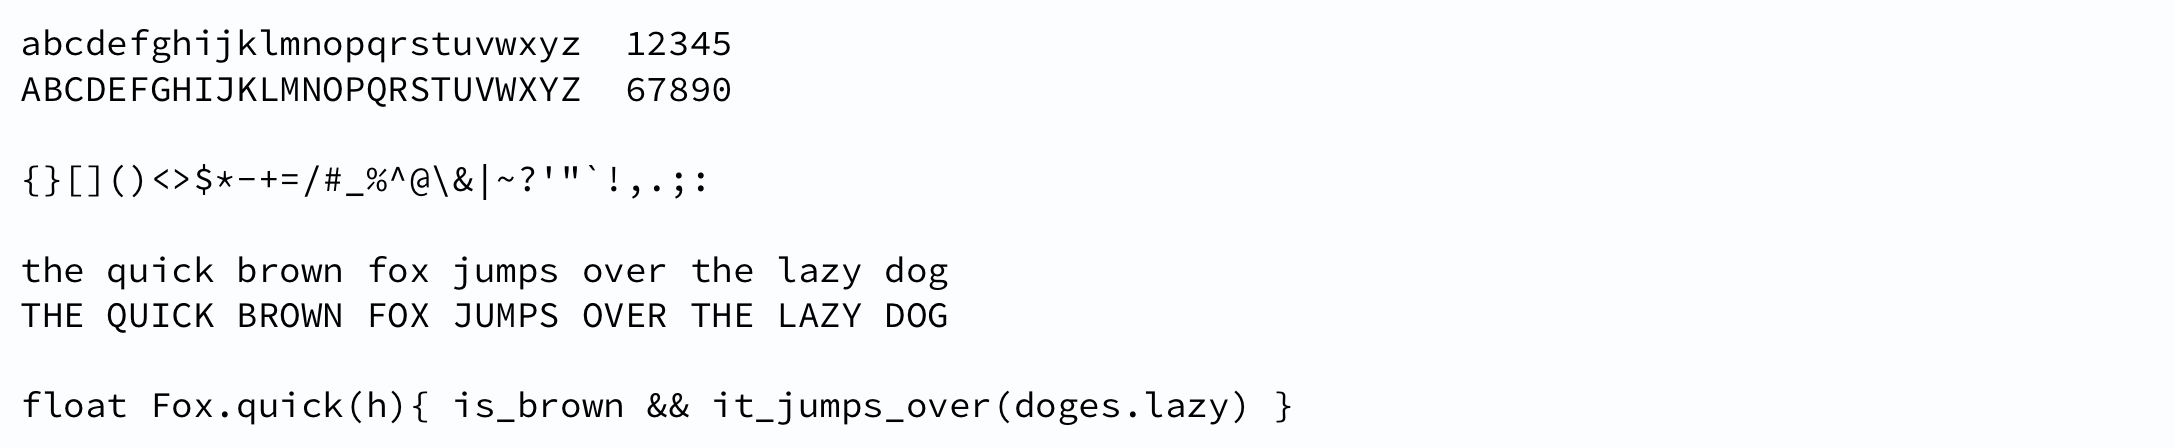 abcdefghijklmnopqrstuvwxyz  12345
ABCDEFGHIJKLMNOPQRSTUVWXYZ  67890
{}[]()<>$*-+=/#_%^@\&|~?'"`!,.;:
the quick brown fox jumps over the lazy dog
THE QUICK BROWN FOX JUMPS OVER THE LAZY DOG
float Fox.quick(h){ is_brown && it_jumps_over(doges.lazy) }